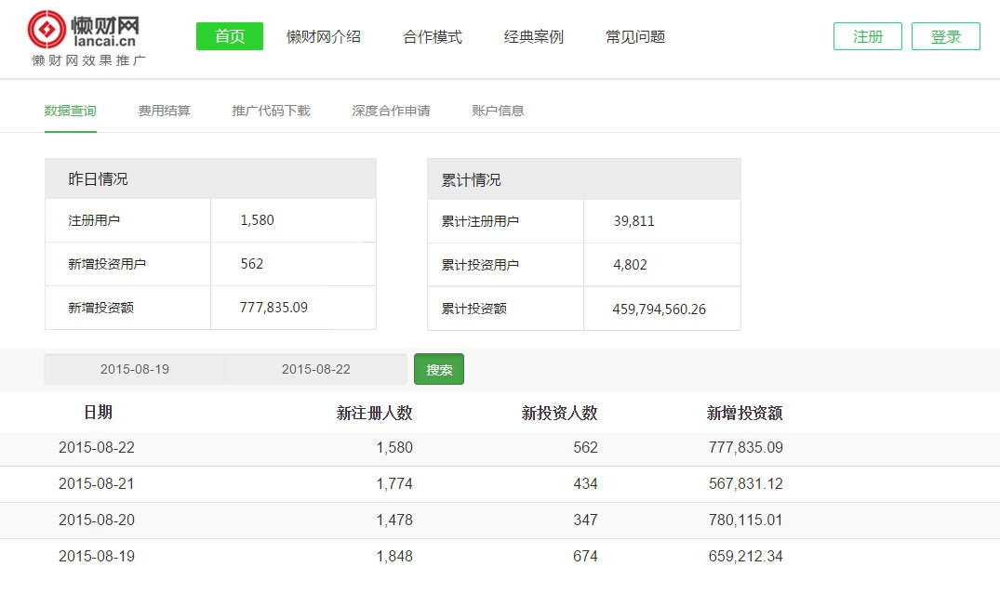 懒财网
lancai.cn
懒财网效果推广
首页 懒财网介绍 合作模式 经典案例 常见问题 注册 登录
数据查询 费用结算 推广代码下载 深度合作申请 账户信息
昨日情况 累计情况
注册用户 1,580 累计注册用户 39,811
新增投资用户 562 累计投资用户 4,802
新增投资额 777,835.09 累计投资额 459,794,560.26
2015-08-19 2015-08-22 搜索
日期 新注册人数 新投资人数 新增投资额
2015-08-22 1,580 562 777,835.09
2015-08-21 1,774 434 567,831.12
2015-08-20 1,478 347 780,115.01
2015-08-19 1,848 674 659,212.34